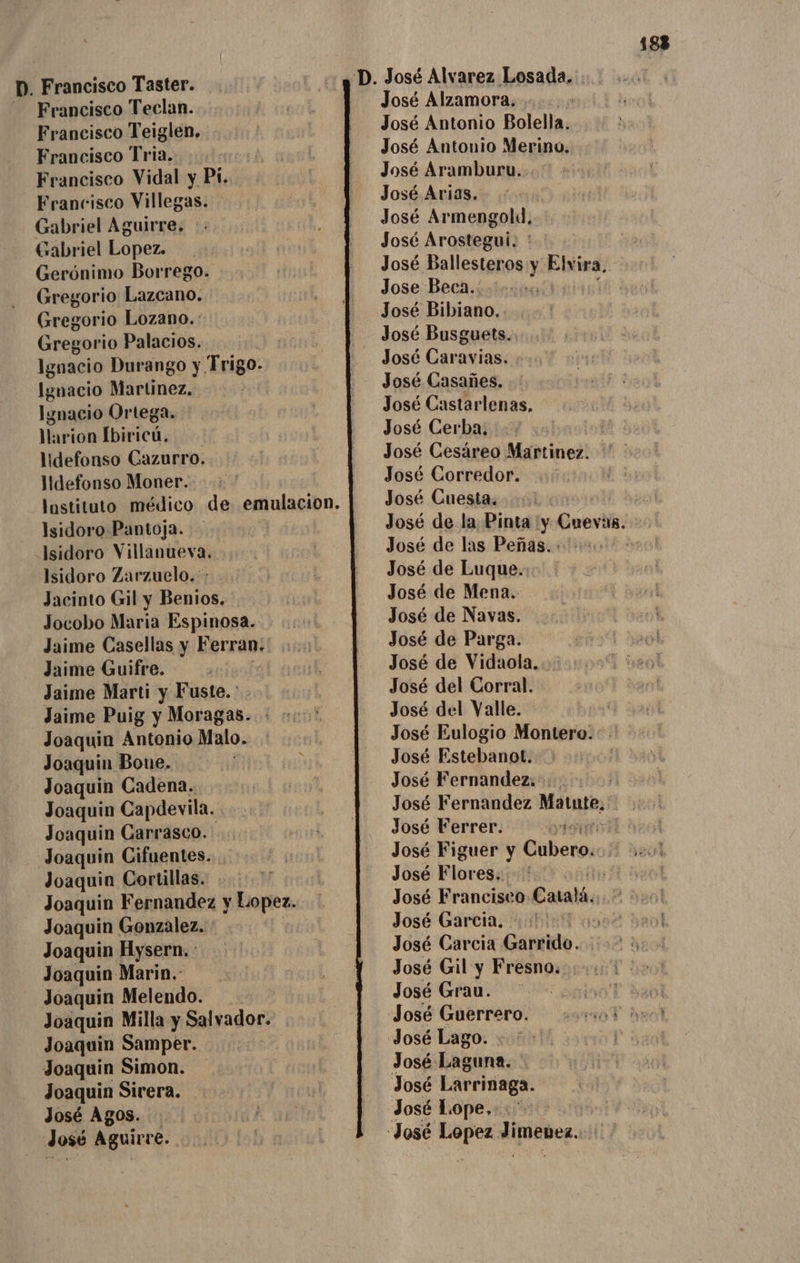 183
D. Francisco Taster.
Francisco Teclan.
Francisco Teiglen.
Francisco Tria.
Francisco Vidal y Pí.
Francisco Villegas.
Gabriel Aguirre.
Gabriel Lopez.
Gerónimo Borrego.
Gregorio Lazcano.
Gregorio Lozano.
Gregorio Palacios.
Ignacio Durango y Trigo.
Ignacio Martinez.
Ignacio Ortega.
Ilarion Ibiricú.
Ildefonso Cazurro.
Ildefonso Moner.
Instituto médico de emulacion.
Isidoro Pantoja.
Isidoro Villanueva.
Isidoro Zarzuelo.
Jacinto Gil y Benios.
Jocobo Maria Espinosa.
Jaime Casellas y Ferran.
Jaime Guifre.
Jaime Marti y Fuste.
Jaime Puig y Moragas.
Joaquin Antonio Malo.
Joaquin Boue.
Joaquin Cadena.
Joaquin Capdevila.
Joaquin Carrasco.
Joaquin Cifuentes.
Joaquin Cortillas.
Joaquin Fernandez y Lopez.
Joaquin Gonzalez.
Joaquin Hysern.
Joaquin Marin.
Joaquin Melendo.
Joaquin Milla y Salvador.
Joaquin Samper.
Joaquin Simon.
Joaquin Sirera.
José Agos.
José Aguirre.
D. José Alvarez Losada.
José Alzamora.
José Antonio Bolella.
José Antonio Merino.
José Aramburu.
José Arias.
José Armengold.
José Arostegui.
José Ballesteros y Elvira.
Jose Beca.
José Bibiano.
José Busguets.
José Caravias.
José Casañes.
José Castarlenas.
José Cerba.
José Cesáreo Martinez.
José Corredor.
José Cuesta.
José de la Pinta y Cuevas.
José de las Peñas.
José de Luque.
José de Mena.
José de Navas.
José de Parga.
José de Vidaola.
José del Corral.
José del Valle.
José Eulogio Montero.
José Estebanot.
José Fernandez.
José Fernandez Matute.
José Ferrer.
José Figuer y Cubero.
José Flores.
José Francisco Catalá.
José Garcia.
José Carcia Garrido.
José Gil y Fresno.
José Grau.
José Guerrero.
José Lago.
José Laguna.
José Larrinaga.
José Lope.
José Lopez Jimenez.